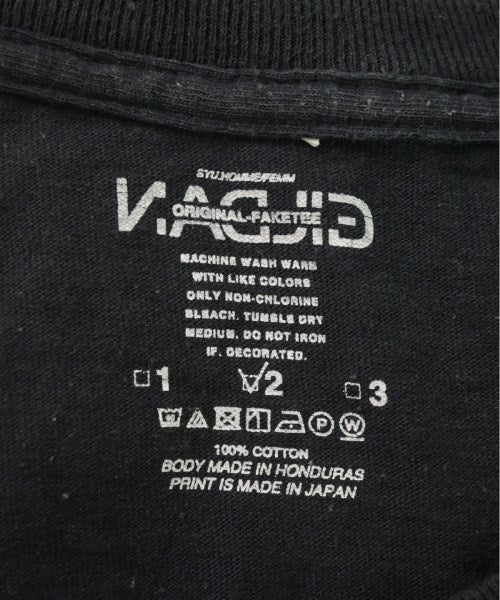 SYU.HOMME/FEMM
ORIGINAL-FAKETEE
MACHINE WASH WARM
WITH LIKE COLORS
ONLY NON-CHLORINE
BLEACH. TUMBLE DRY
MEDIUM. DO NOT IRON
IF. DECORATED.
1 2 3
P W
100% COTTON
BODY MADE IN HONDURAS
PRINT IS MADE IN JAPAN